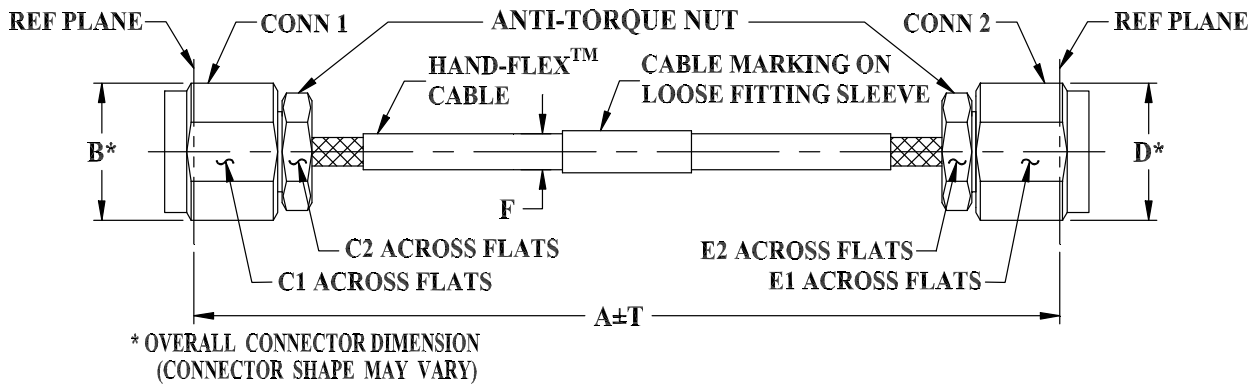 REF PLANE
CONN 1
ANTI-TORQUE NUT
CONN 2
REF PLANE
HAND-FLEX™
CABLE
CABLE MARKING ON
LOOSE FITTING SLEEVE
B*
D*
F
C2 ACROSS FLATS
E2 ACROSS FLATS
C1 ACROSS FLATS
E1 ACROSS FLATS
A±T
* OVERALL CONNECTOR DIMENSION
(CONNECTOR SHAPE MAY VARY)